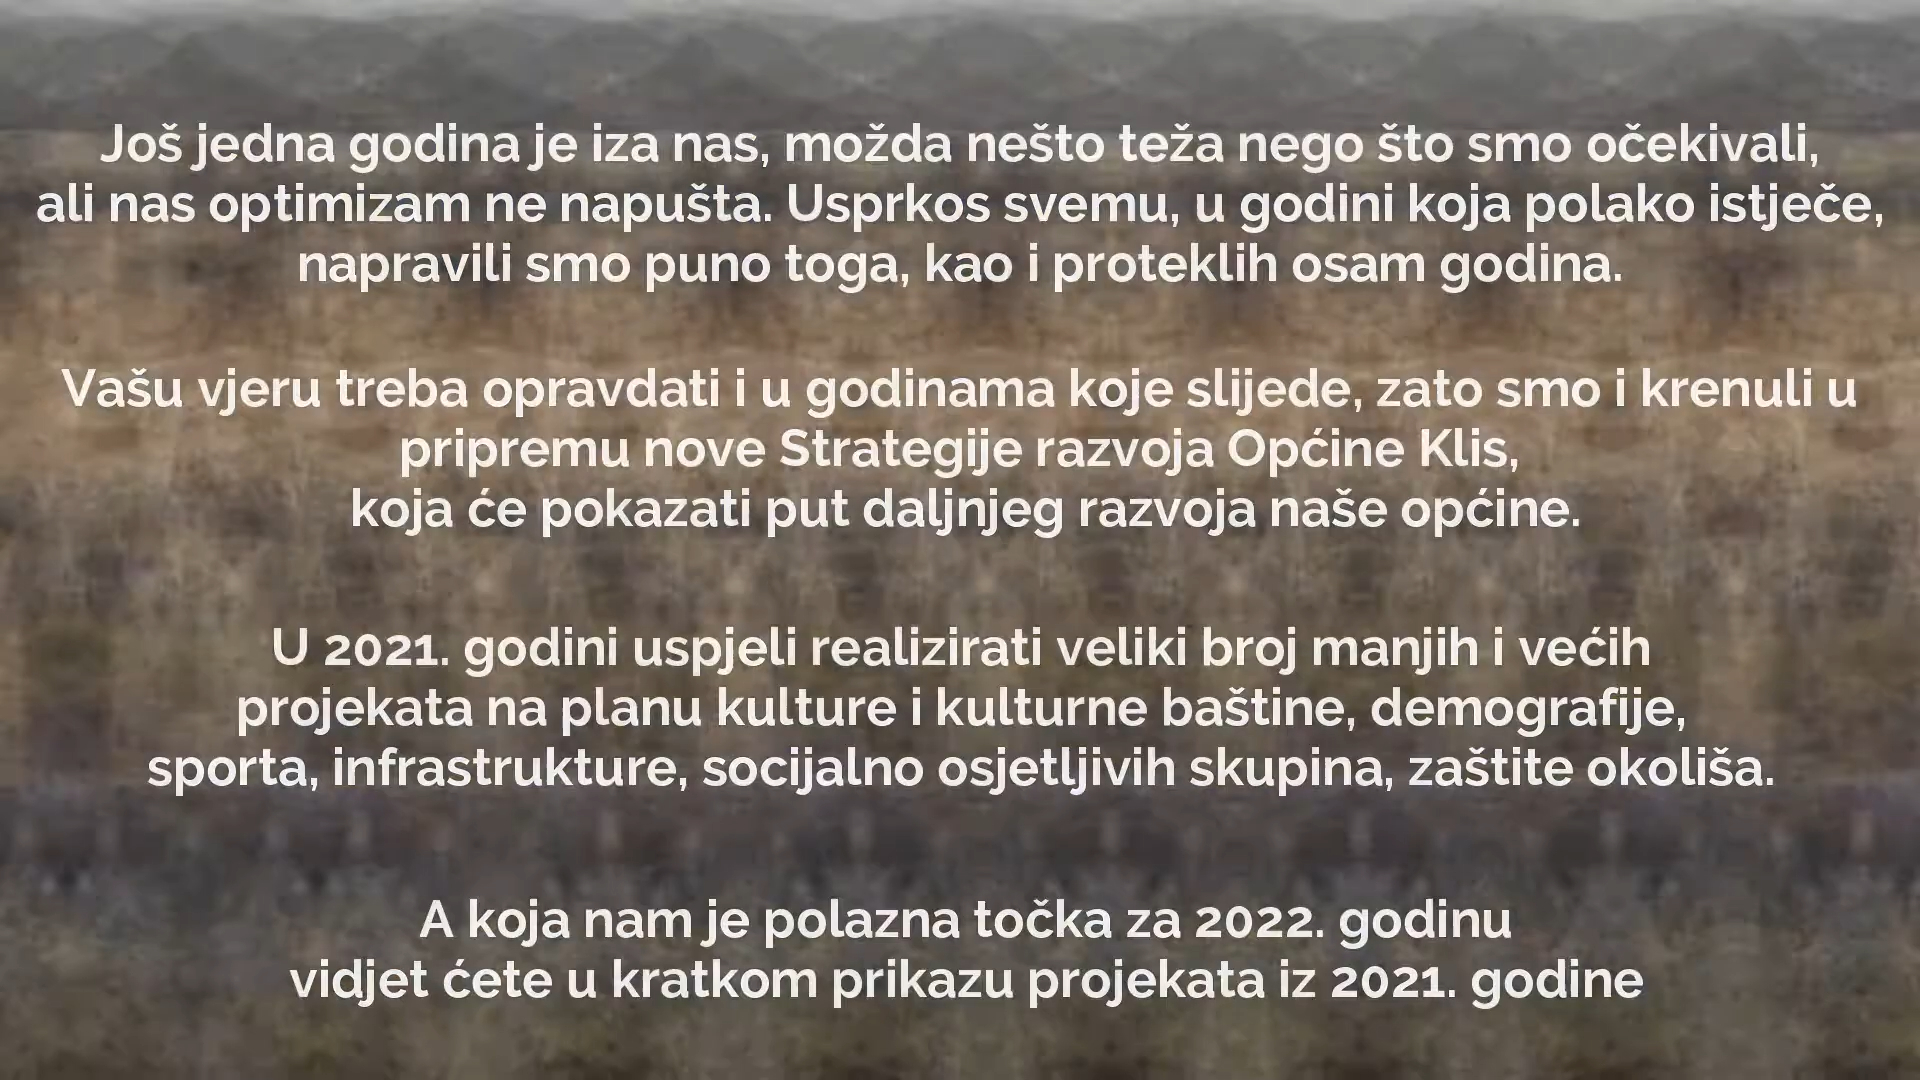 Još jedna godina je iza nas, možda nešto teža nego što smo očekivali,
ali nas optimizam ne napušta. Usprkos svemu, u godini koja polako istječe,
napravili smo puno toga, kao i proteklih osam godina.
Vašu vjeru treba opravdati i u godinama koje slijede, zato smo i krenuli u
pripremu nove Strategije razvoja Općine Klis,
koja će pokazati put daljnjeg razvoja naše općine.
U 2021. godini uspjeli realizirati veliki broj manjih i većih
projekata na planu kulture i kulturne baštine, demografije,
sporta, infrastrukture, socijalno osjetljivih skupina, zaštite okoliša.
A koja nam je polazna točka za 2022. godinu
vidjet ćete u kratkom prikazu projekata iz 2021. godine